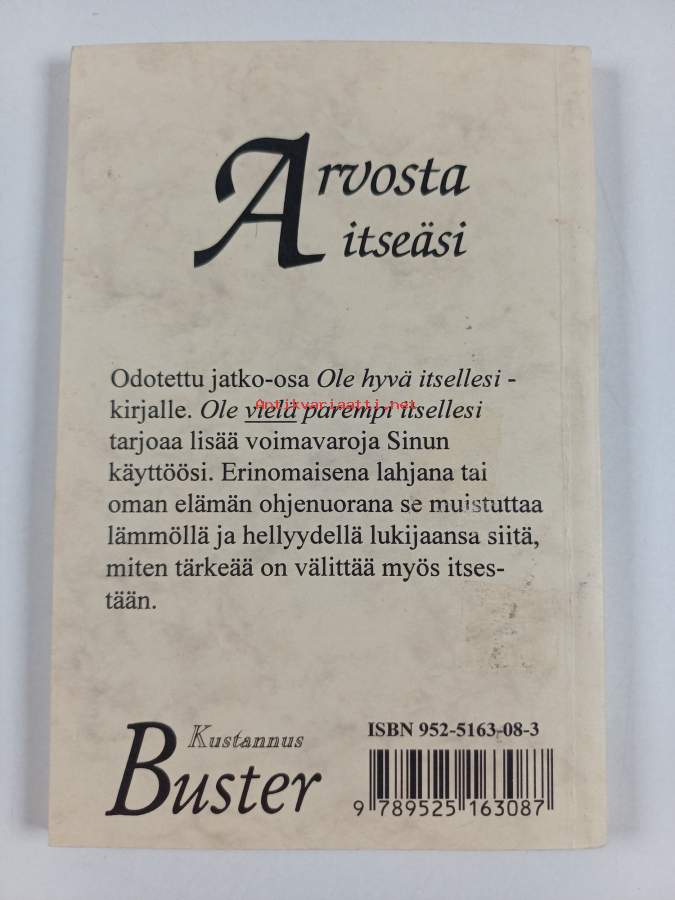 Arvosta
itseäsi
Odotettu jatko-osa Ole hyvä itsellesi -
kirjalle. Ole vielä parempi itsellesi
Antikvariaatti.net
tarjoaa lisää voimavaroja Sinun
käyttöösi. Erinomaisena lahjana tai
oman elämän ohjenuorana se muistuttaa
lämmöllä ja hellyydellä lukijaansa siitä,
miten tärkeää on välittää myös itses-
tään.
Kustannus
Buster
ISBN 952-5163-08-3
9 789525 163087